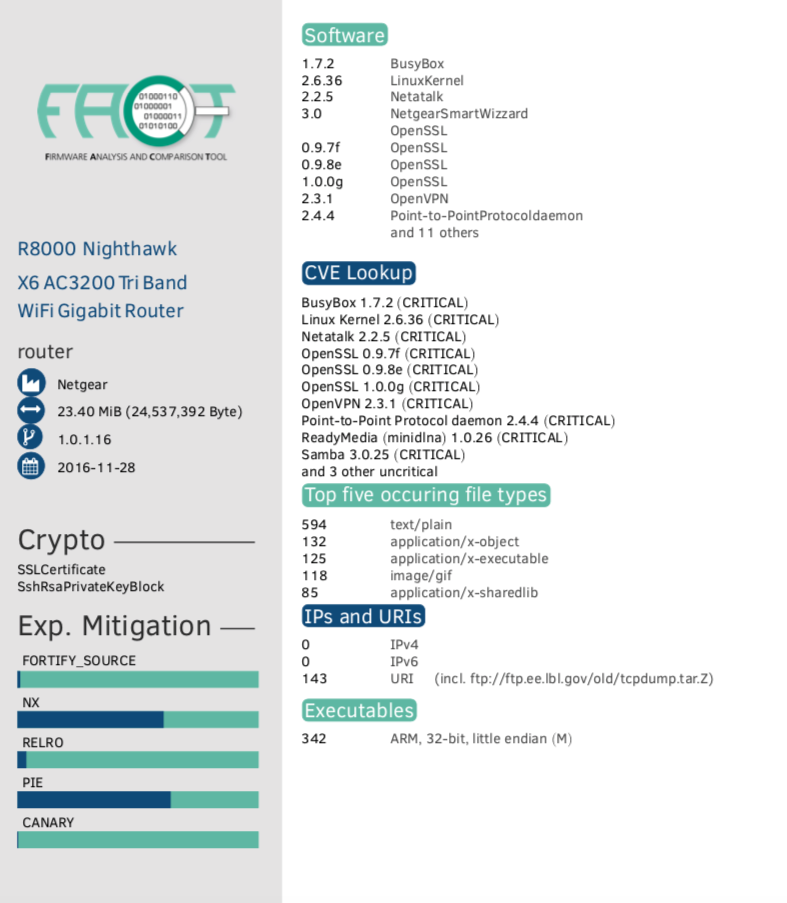 FACT
01000110
01000001
01000011
01010100
FIRMWARE ANALYSIS AND COMPARISON TOOL
R8000 Nighthawk
X6 AC3200 Tri Band
WiFi Gigabit Router
router
Netgear
23.40 MiB (24,537,392 Byte)
1.0.1.16
2016-11-28
Crypto
SSLCertificate
SshRsaPrivateKeyBlock
Exp. Mitigation
FORTIFY_SOURCE
NX
RELRO
PIE
CANARY
Software
1.7.2 BusyBox
2.6.36 LinuxKernel
2.2.5 Netatalk
3.0 NetgearSmartWizzard
OpenSSL
0.9.7f OpenSSL
0.9.8e OpenSSL
1.0.0g OpenSSL
2.3.1 OpenVPN
2.4.4 Point-to-PointProtocoldaemon
and 11 others
CVE Lookup
BusyBox 1.7.2 (CRITICAL)
Linux Kernel 2.6.36 (CRITICAL)
Netatalk 2.2.5 (CRITICAL)
OpenSSL 0.9.7f (CRITICAL)
OpenSSL 0.9.8e (CRITICAL)
OpenSSL 1.0.0g (CRITICAL)
OpenVPN 2.3.1 (CRITICAL)
Point-to-Point Protocol daemon 2.4.4 (CRITICAL)
ReadyMedia (minidlna) 1.0.26 (CRITICAL)
Samba 3.0.25 (CRITICAL)
and 3 other uncritical
Top five occuring file types
594 text/plain
132 application/x-object
125 application/x-executable
118 image/gif
85 application/x-sharedlib
IPs and URIs
0 IPv4
0 IPv6
143 URI (incl. ftp://ftp.ee.lbl.gov/old/tcpdump.tar.Z)
Executables
342 ARM, 32-bit, little endian (M)